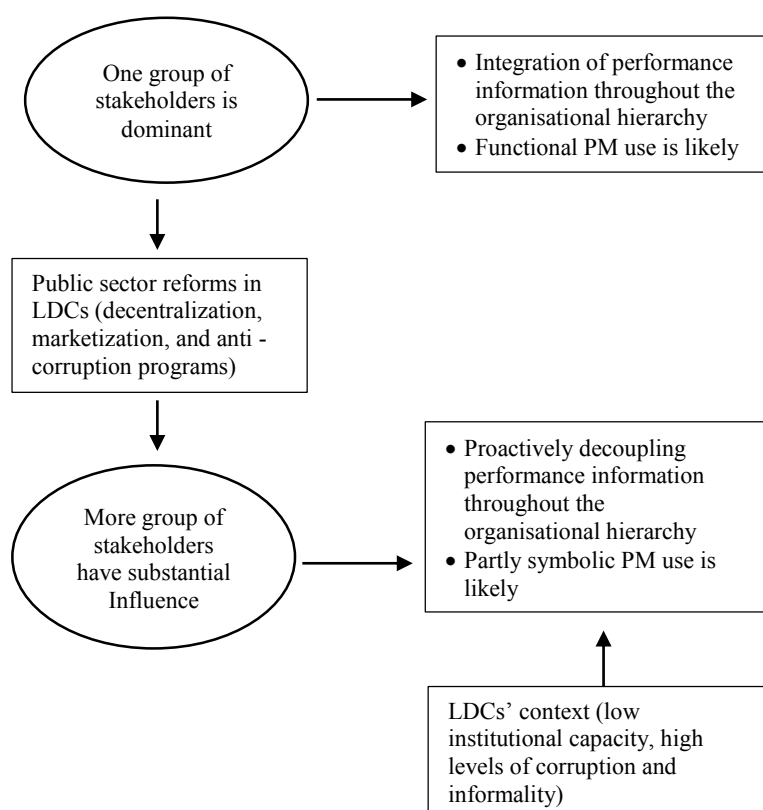 One group of
stakeholders is
dominant
• Integration of performance
information throughout the
organisational hierarchy
• Functional PM use is likely
Public sector reforms in
LDCs (decentralization,
marketization, and anti -
corruption programs)
More group of
stakeholders
have substantial
Influence
• Proactively decoupling
performance information
throughout the
organisational hierarchy
• Partly symbolic PM use is
likely
LDCs’ context (low
institutional capacity, high
levels of corruption and
informality)